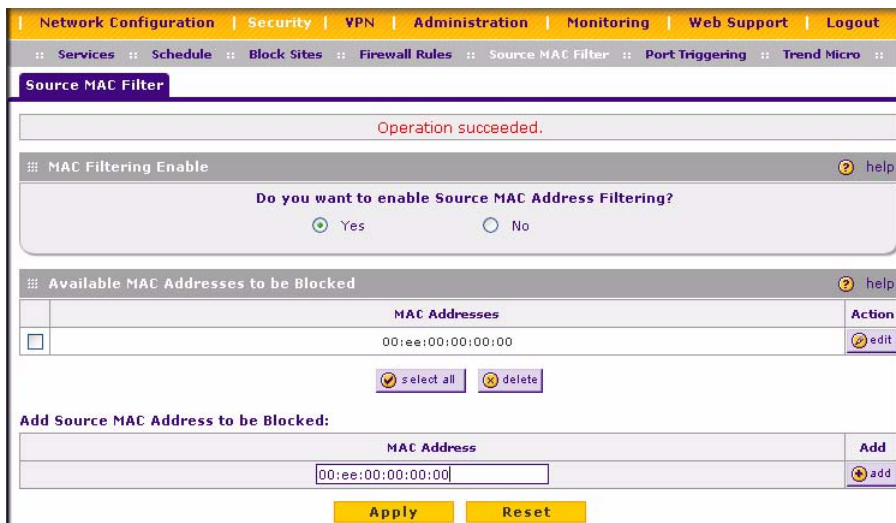 | Network Configuration | Security | VPN | Administration | Monitoring | Web Support | Logout
:: Services :: Schedule :: Block Sites :: Firewall Rules :: Source MAC Filter :: Port Triggering :: Trend Micro ::
Source MAC Filter
Operation succeeded.
MAC Filtering Enable ? help
Do you want to enable Source MAC Address Filtering?
Yes No
Available MAC Addresses to be Blocked ? help
MAC Addresses Action
00:ee:00:00:00:00 edit
select all delete
Add Source MAC Address to be Blocked:
MAC Address Add
00:ee:00:00:00:00 add
Apply Reset